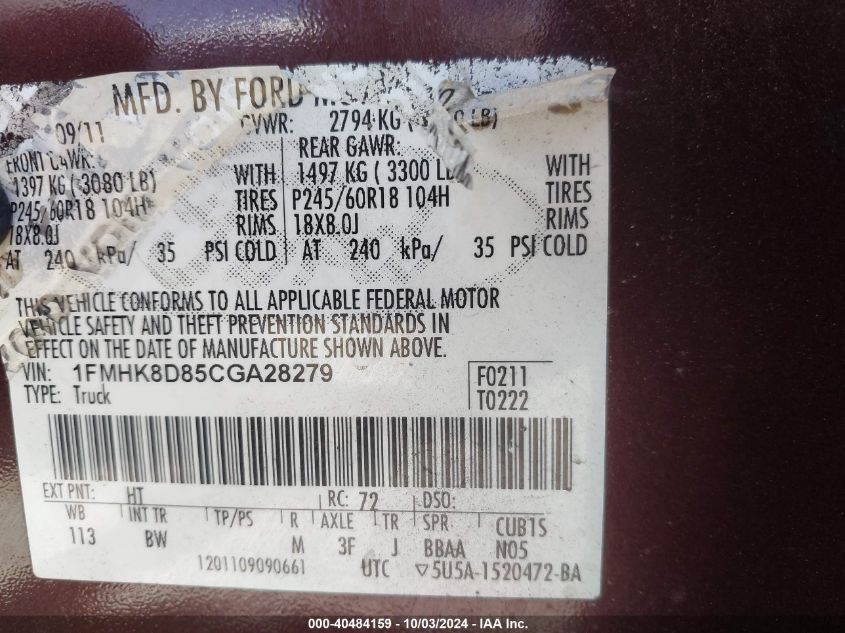 MFD. BY FORD
09/11 GVWR: 2794 KG ( LB)
FRONT GAWR: REAR GAWR:
1397 KG ( 3080 LB) WITH 1497 KG ( 3300 LB WITH
P245/60R18 104H TIRES P245/60R18 104H TIRES
18X8.0J RIMS 18X8.0J RIMS
AT 240 kPa/ 35 PSI COLD AT 240 kPa/ 35 PSI COLD
THIS VEHICLE CONFORMS TO ALL APPLICABLE FEDERAL MOTOR
VEHICLE SAFETY AND THEFT PREVENTION STANDARDS IN
EFFECT ON THE DATE OF MANUFACTURE SHOWN ABOVE.
VIN: 1FMHK8D85CGA28279 F0211
TYPE: Truck T0222
EXT PNT: HT RC: 72 DSO:
WB INT TR TP/PS R AXLE TR SPR CUB1S
113 BW M 3F J BBAA N05
1201109090661 UTC ▽5U5A-1520472-BA
000-40484159 - 10/03/2024 - IAA Inc.